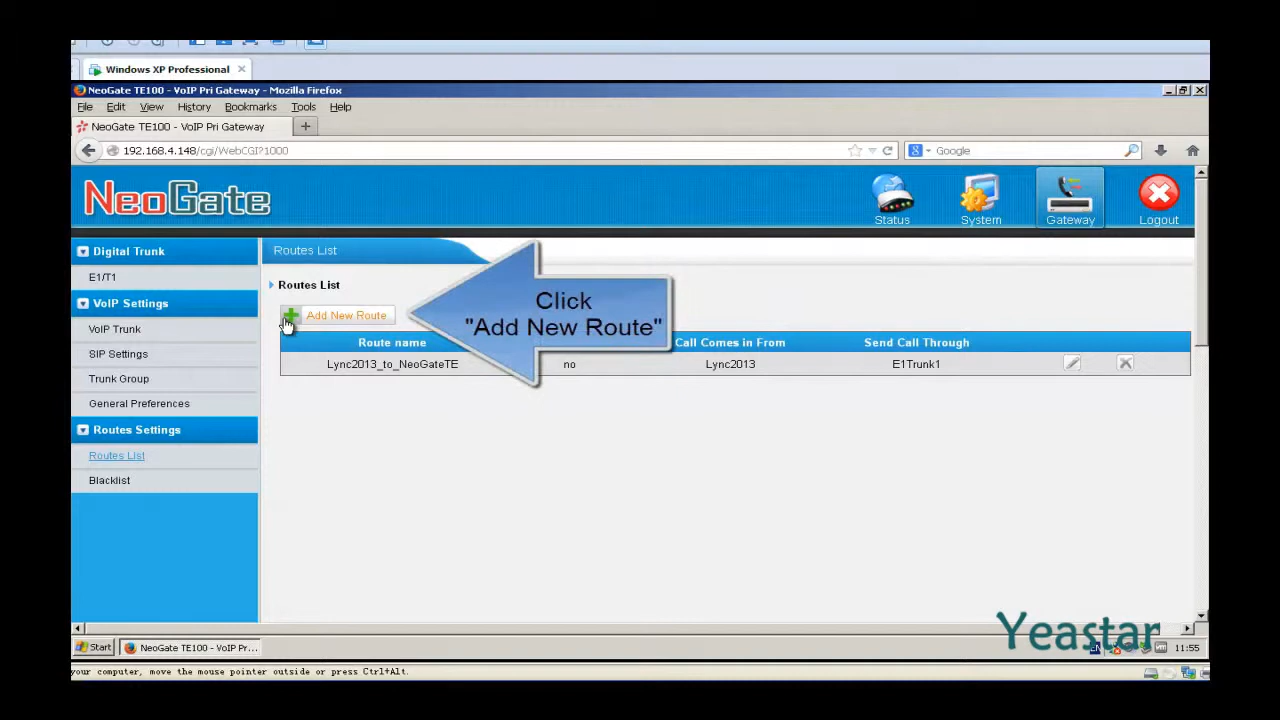 Windows XP Professional
NeoGate TE100 - VoIP Pri Gateway - Mozilla Firefox
File Edit View History Bookmarks Tools Help
NeoGate TE100 - VoIP Pri Gateway
192.168.4.148/cgi/WebCGI?1000
Google
NeoGate
Status System Gateway Logout
Digital Trunk
E1/T1
VoIP Settings
VoIP Trunk
SIP Settings
Trunk Group
General Preferences
Routes Settings
Routes List
Blacklist
Routes List
Routes List
Add New Route
Click
"Add New Route"
Route name Call Comes in From Send Call Through
Lync2013_to_NeoGateTE no Lync2013 E1Trunk1
Yeastar
Start NeoGate TE100 - VoIP Pr... EN 11:55
your computer, move the mouse pointer outside or press Ctrl+Alt.